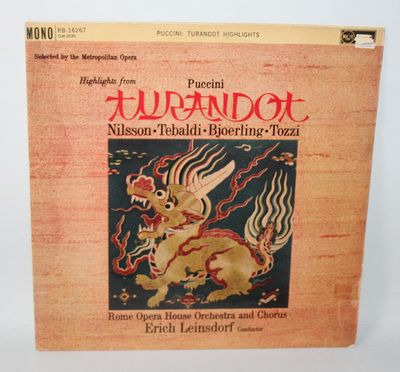 MONO RB-16267 PUCCINI: TURANDOT HIGHLIGHTS RCA
Selected by the Metropolitan Opera
Highlights from
Puccini
TURANDOT
Nilsson · Tebaldi · Bjoerling · Tozzi
Rome Opera House Orchestra and Chorus
Erich Leinsdorf Conductor